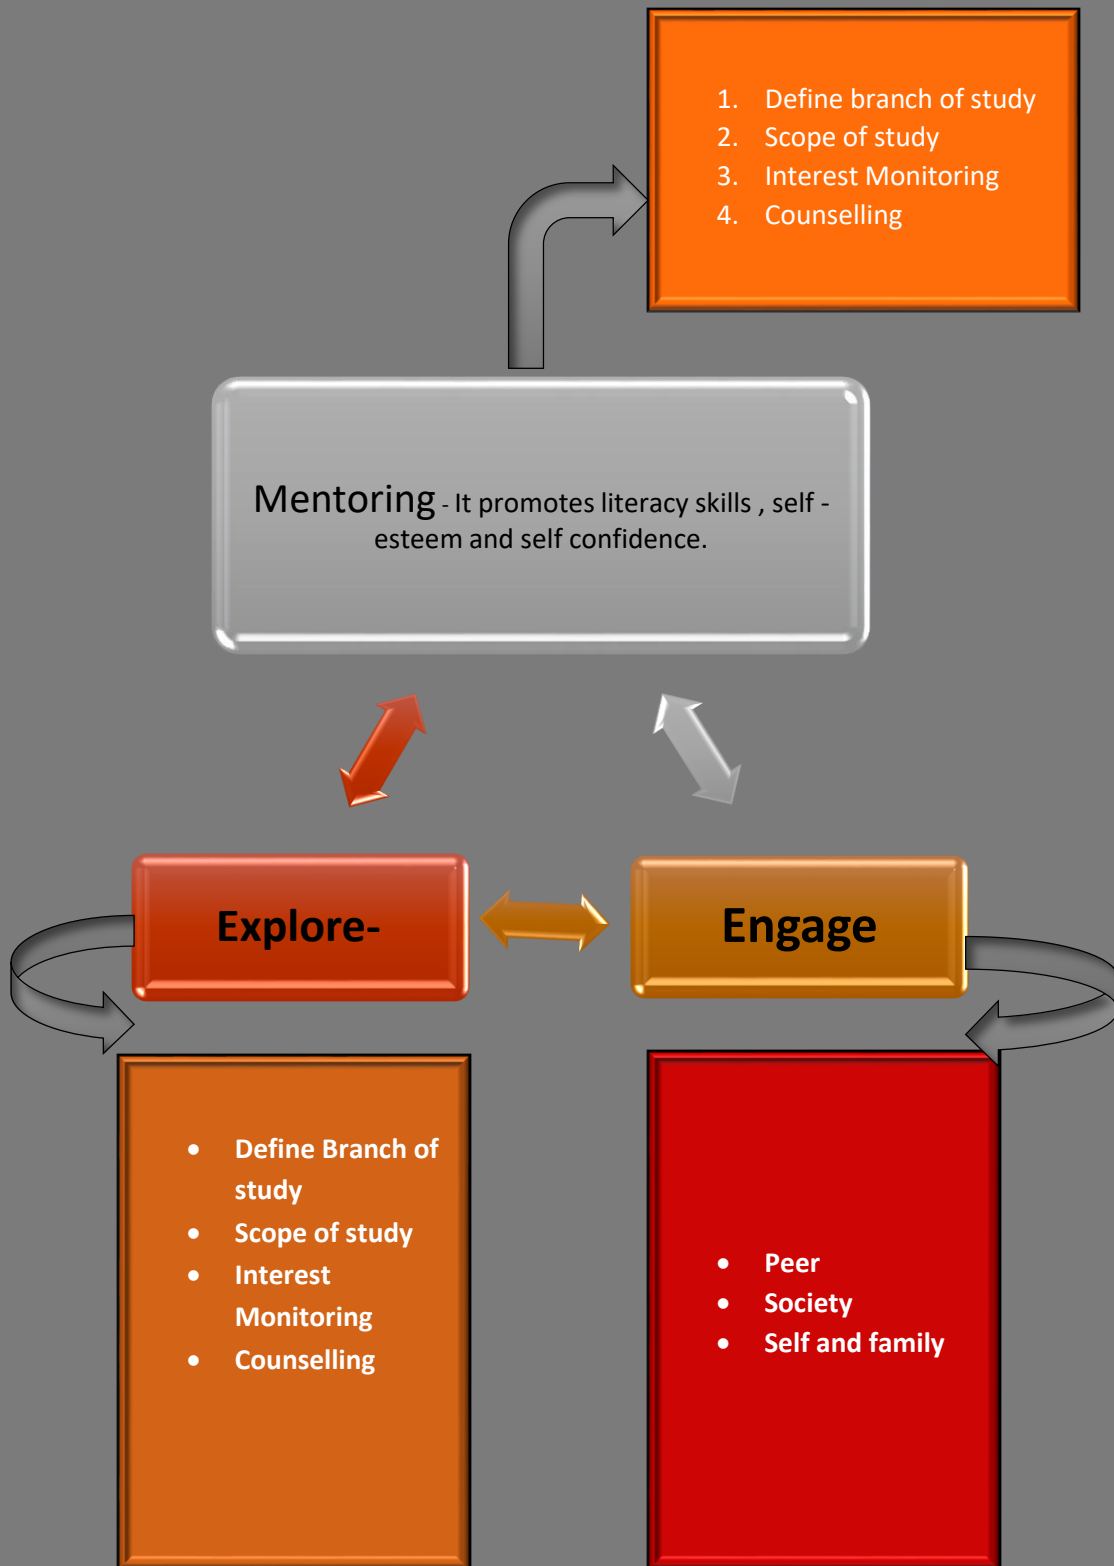 1. Define branch of study
2. Scope of study
3. Interest Monitoring
4. Counselling
Mentoring - It promotes literacy skills , self -
esteem and self confidence.
Explore-
Engage
• Define Branch of
study
• Scope of study
• Interest
Monitoring
• Counselling
• Peer
• Society
• Self and family